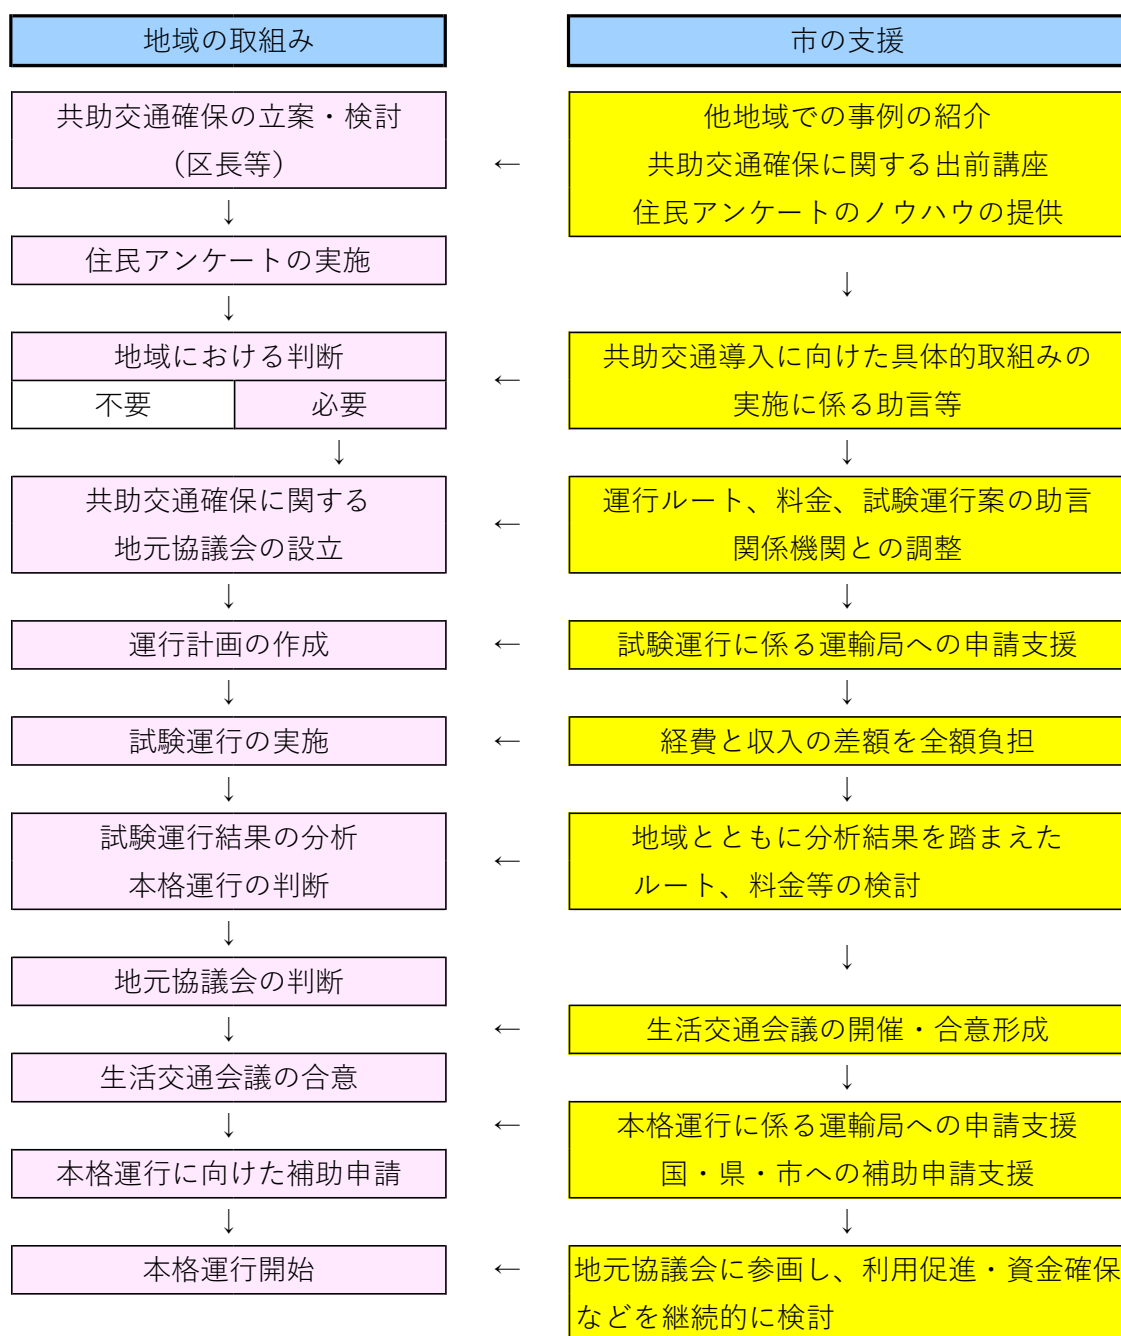 地域の取組み
市の支援
共助交通確保の立案・検討
(区長等)
←
他地域での事例の紹介
共助交通確保に関する出前講座
住民アンケートのノウハウの提供
↓
住民アンケートの実施
↓
↓
地域における判断
不要
必要
←
共助交通導入に向けた具体的取組みの
実施に係る助言等
↓
↓
共助交通確保に関する
地元協議会の設立
←
運行ルート、料金、試験運行案の助言
関係機関との調整
↓
↓
運行計画の作成
←
試験運行に係る運輸局への申請支援
↓
↓
試験運行の実施
←
経費と収入の差額を全額負担
↓
↓
試験運行結果の分析
本格運行の判断
←
地域とともに分析結果を踏まえた
ルート、料金等の検討
↓
↓
地元協議会の判断
↓
←
生活交通会議の開催・合意形成
生活交通会議の合意
↓
↓
←
本格運行に係る運輸局への申請支援
国・県・市への補助申請支援
本格運行に向けた補助申請
↓
↓
本格運行開始
←
地元協議会に参画し、利用促進・資金確保
などを継続的に検討